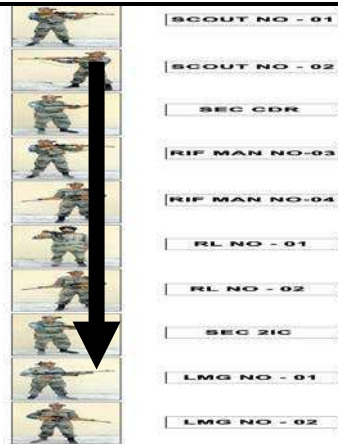 SCOUT NO - 01
SCOUT NO - 02
SEC CDR
RIF MAN NO-03
RIF MAN NO-04
RL NO - 01
RL NO - 02
SEC 2IC
LMG NO - 01
LMG NO - 02